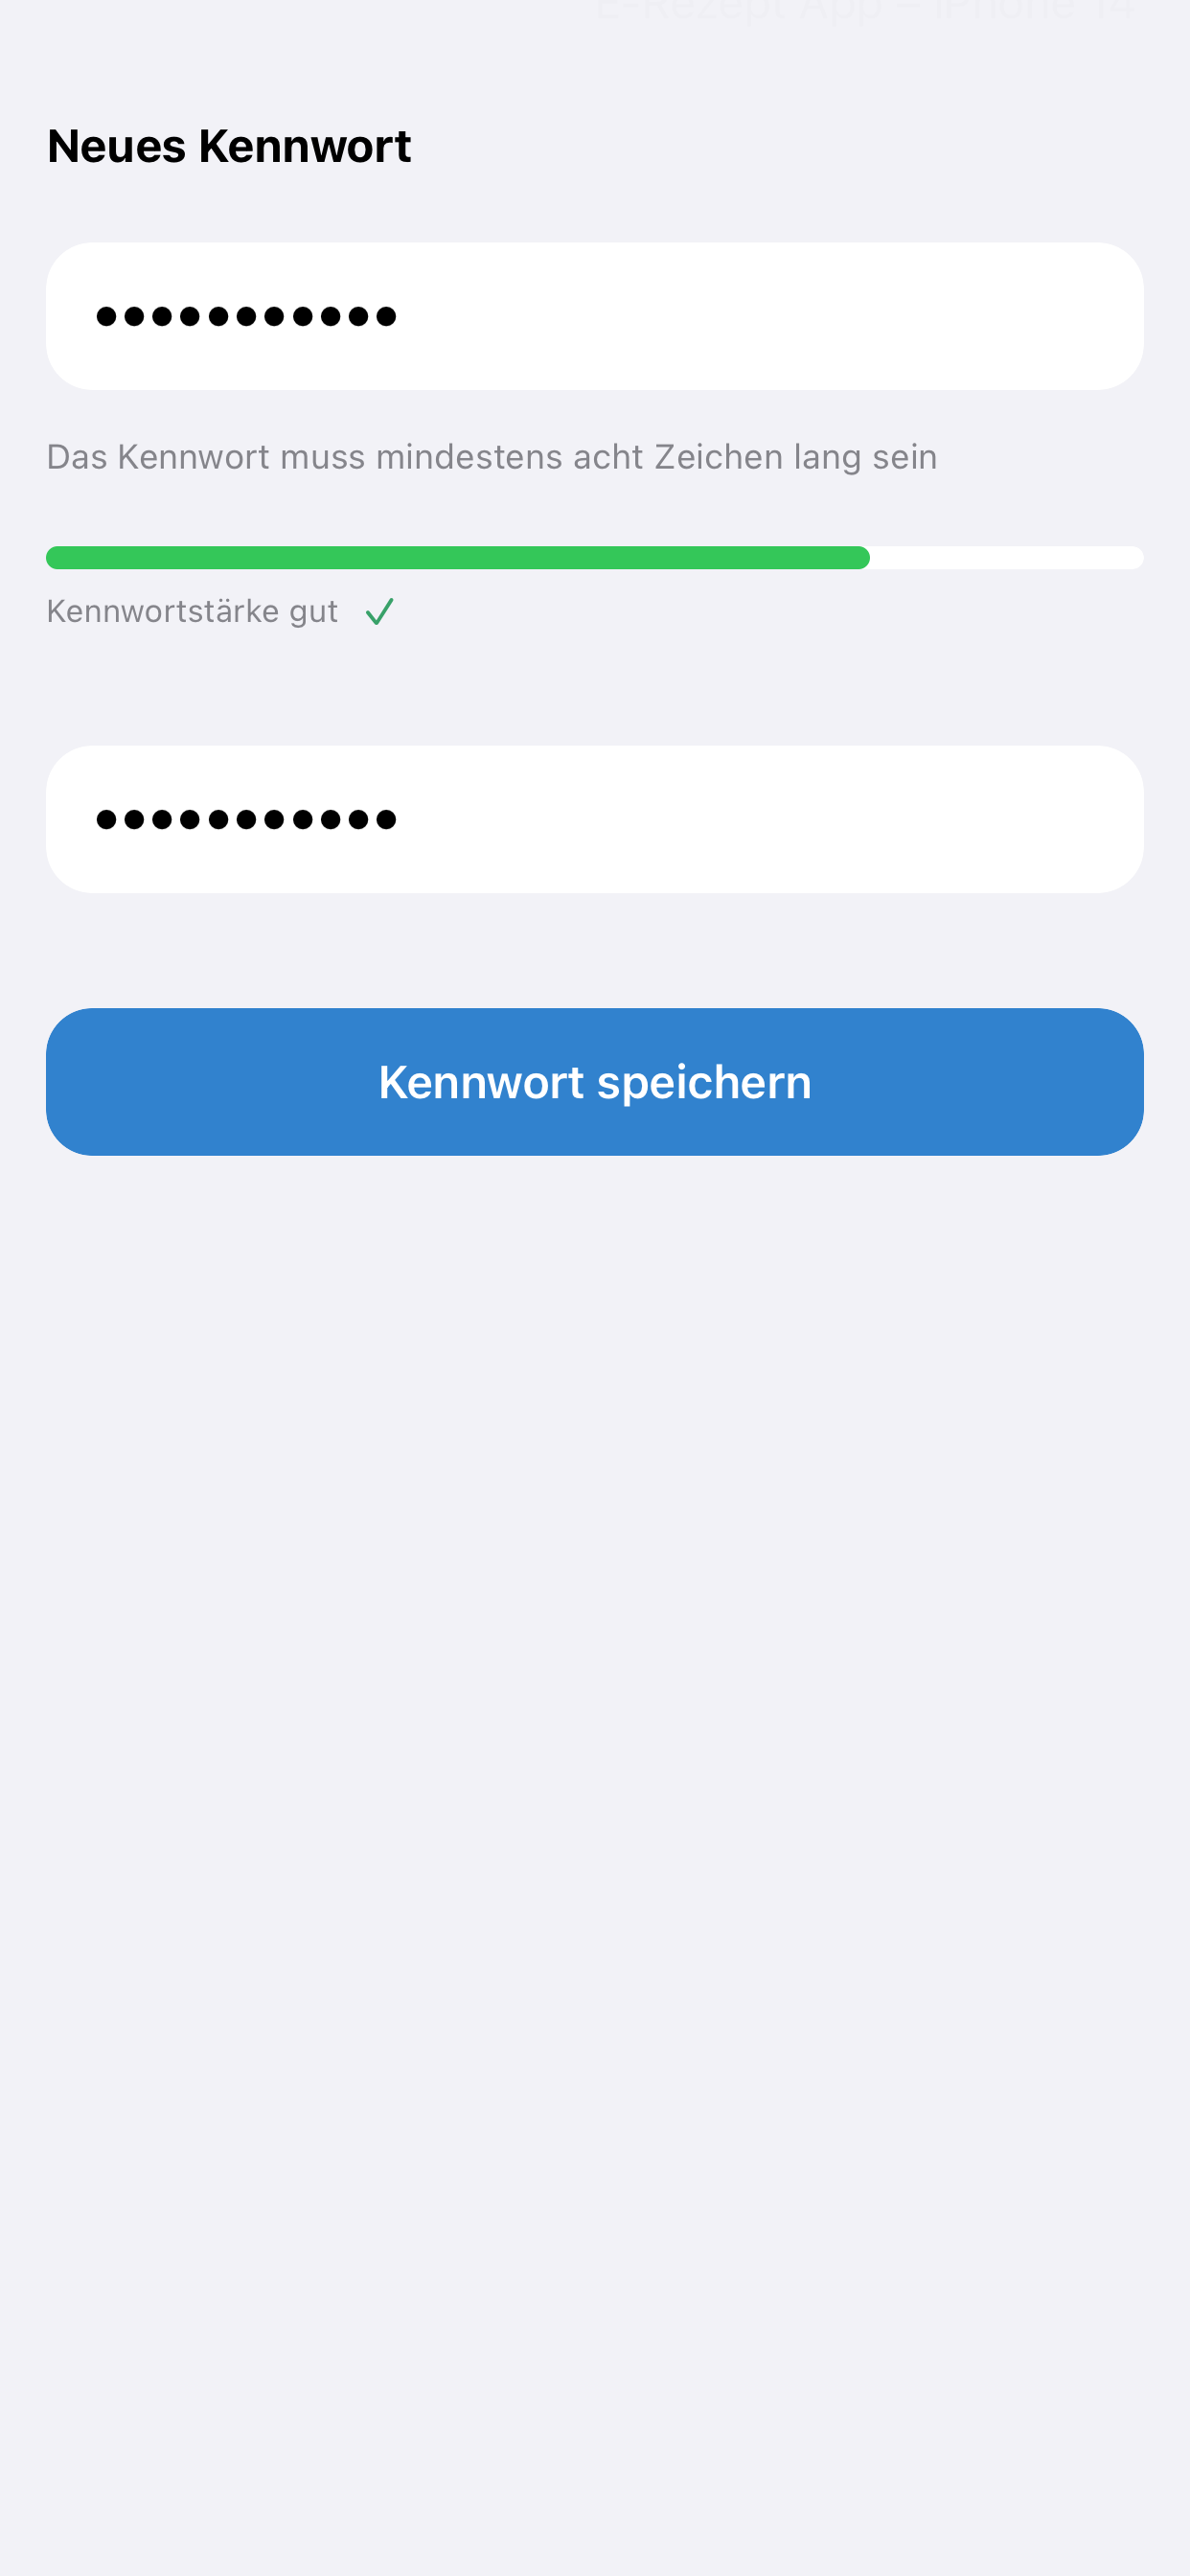 E-Rezept App – iPhone 14
Neues Kennwort
•••••••••••
Das Kennwort muss mindestens acht Zeichen lang sein
Kennwortstärke gut
•••••••••••
Kennwort speichern